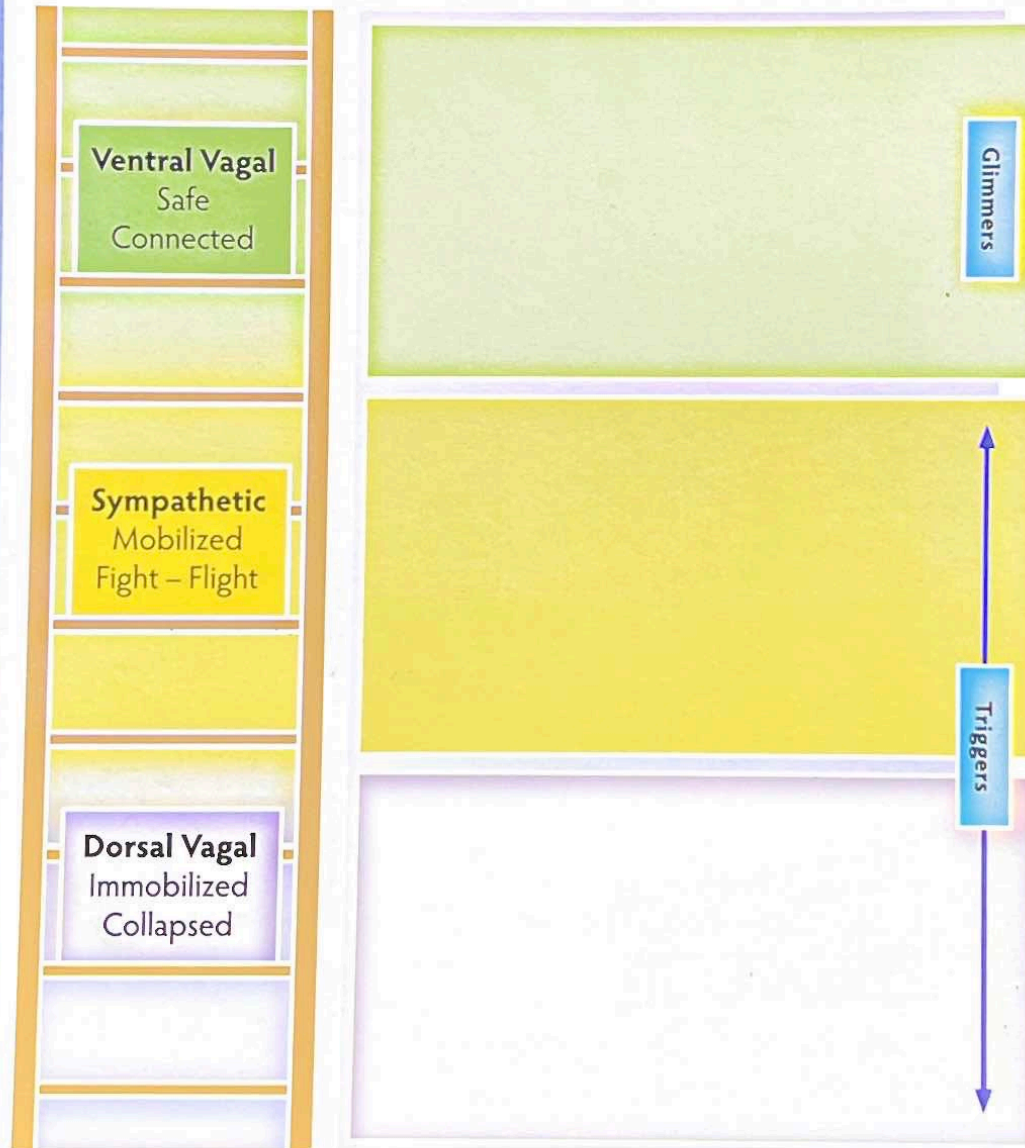 Ventral Vagal
Safe
Connected
Glimmers
Sympathetic
Mobilized
Fight – Flight
Triggers
Dorsal Vagal
Immobilized
Collapsed